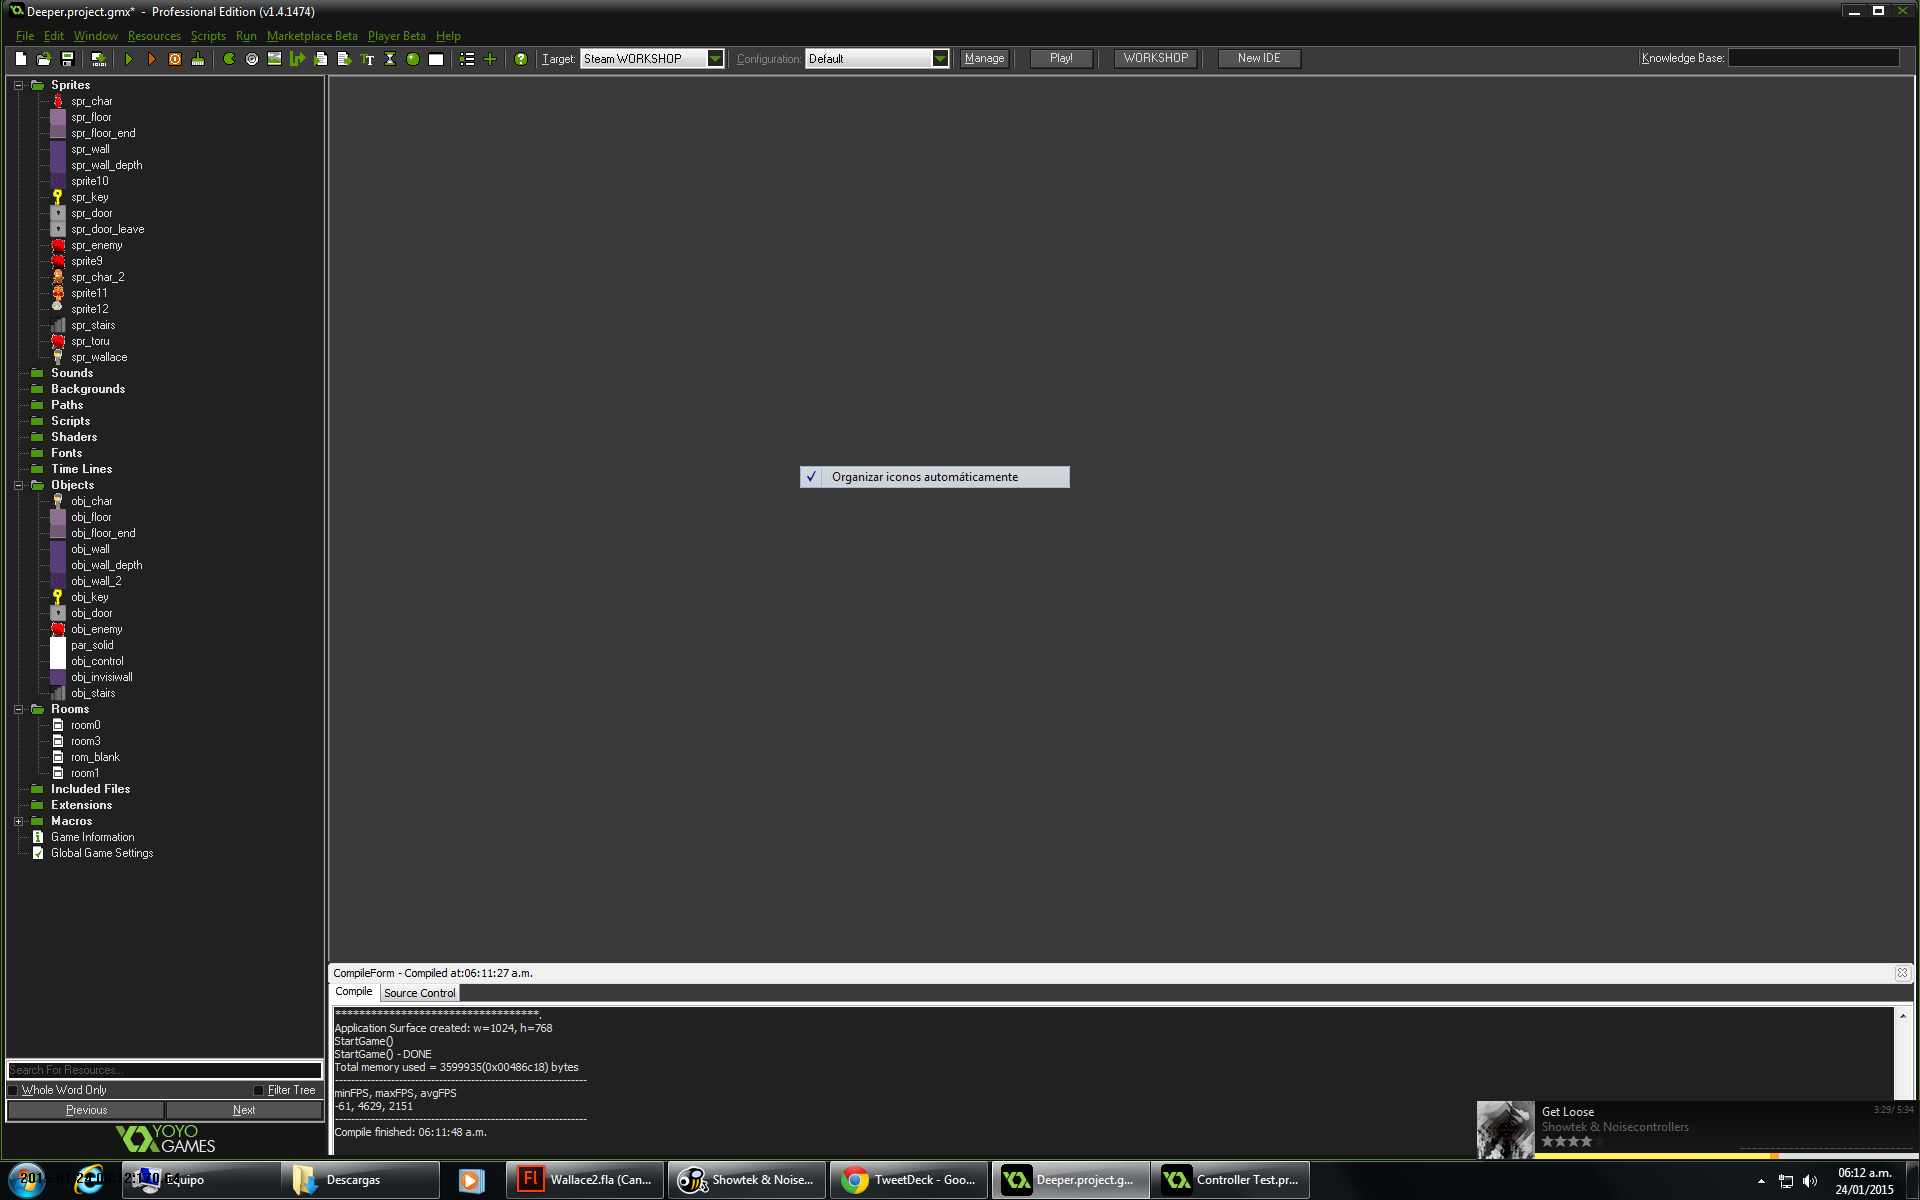 Deeper.project.gmx* - Professional Edition (v1.4.1474)
File Edit Window Resources Scripts Run Marketplace Beta Player Beta Help
Target: Steam WORKSHOP Configuration: Default Manage Play! WORKSHOP New IDE Knowledge Base:
Sprites
spr_char
spr_floor
spr_floor_end
spr_wall
spr_wall_depth
sprite10
spr_key
spr_door
spr_door_leave
spr_enemy
sprite9
spr_char_2
sprite11
sprite12
spr_stairs
spr_toru
spr_wallace
Sounds
Backgrounds
Paths
Scripts
Shaders
Fonts
Time Lines
Objects
obj_char
obj_floor
obj_floor_end
obj_wall
obj_wall_depth
obj_wall_2
obj_key
obj_door
obj_enemy
par_solid
obj_control
obj_invisiwall
obj_stairs
Rooms
room0
room3
rom_blank
room1
Included Files
Extensions
Macros
Game Information
Global Game Settings
Search For Resources...
Whole Word Only Filter Tree
Previous Next
YOYO
GAMES
Organizar iconos automáticamente
CompileForm - Compiled at:06:11:27 a.m.
Compile Source Control
***********************************.
Application Surface created: w=1024, h=768
StartGame()
StartGame() - DONE
Total memory used = 3599935(0x00486c18) bytes
minFPS, maxFPS, avgFPS
-61, 4629, 2151
Compile finished: 06:11:48 a.m.
Get Loose 3:29/ 5:34
Showtek & Noisecontrollers
Equipo Descargas Wallace2.fla (Can... Showtek & Noise... TweetDeck - Goo... Deeper.project.g... Controller Test.pr...
06:12 a.m.
24/01/2015